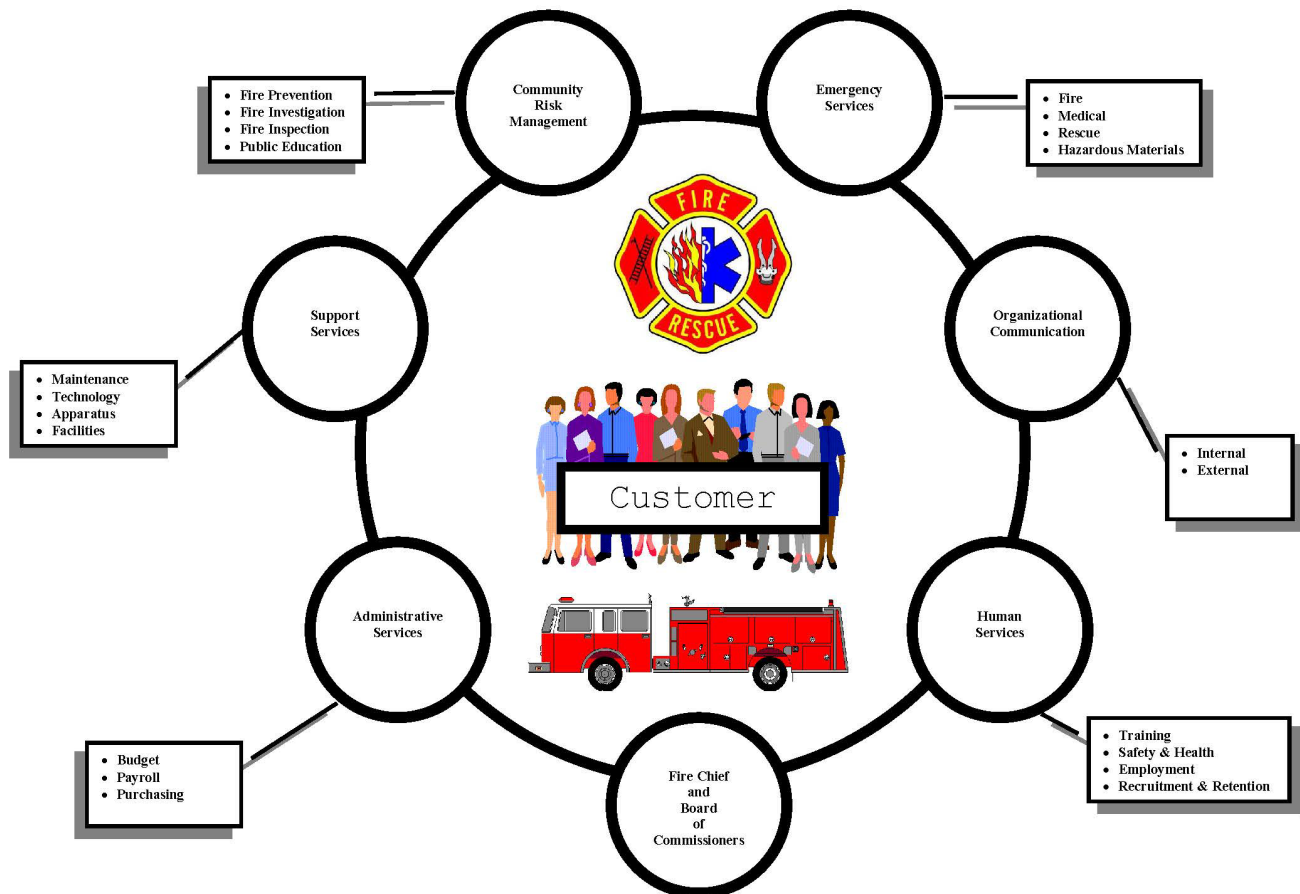 Community
Risk
Management
Emergency
Services
• Fire Prevention
• Fire Investigation
• Fire Inspection
• Public Education
• Fire
• Medical
• Rescue
• Hazardous Materials
FIRE
RESCUE
Support
Services
Organizational
Communication
• Maintenance
• Technology
• Apparatus
• Facilities
• Internal
• External
Customer
Administrative
Services
Human
Services
• Budget
• Payroll
• Purchasing
Fire Chief
and
Board
of
Commissioners
• Training
• Safety & Health
• Employment
• Recruitment & Retention